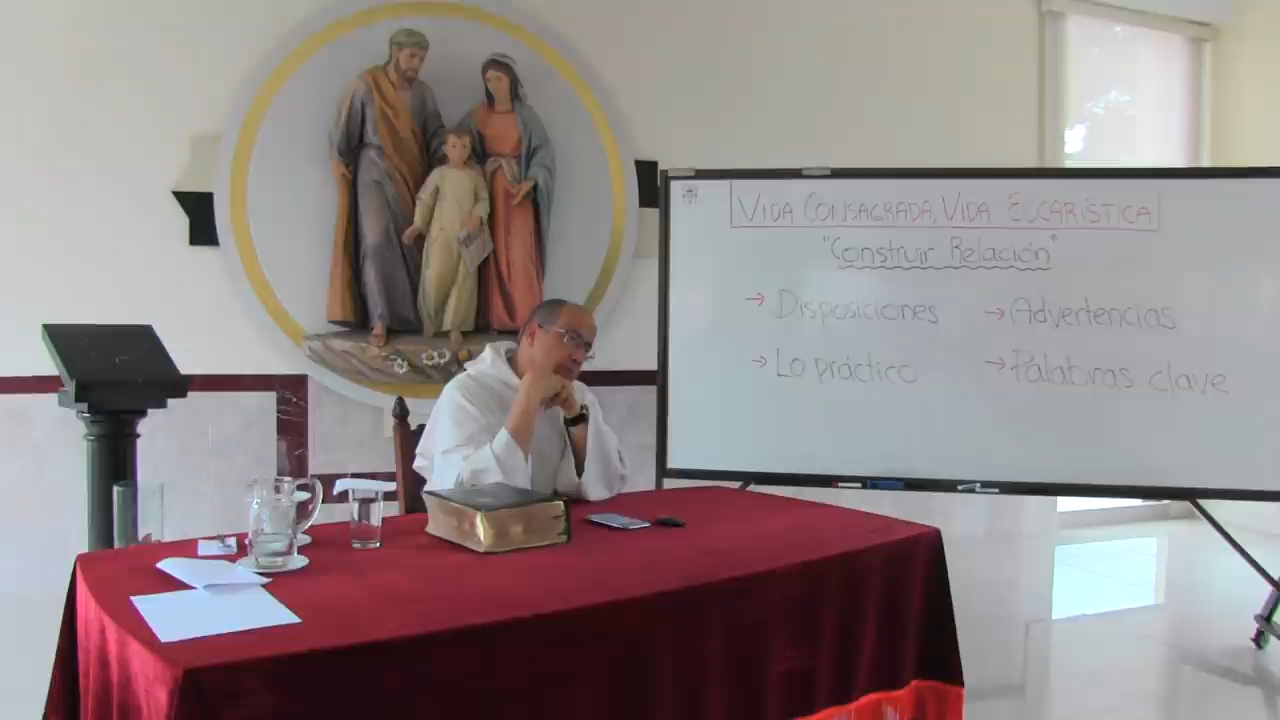 VIDA CONSAGRADA, VIDA EUCARÍSTICA
"Construir Relación"
→ Disposiciones → Advertencias
→ Lo práctico → Palabras clave